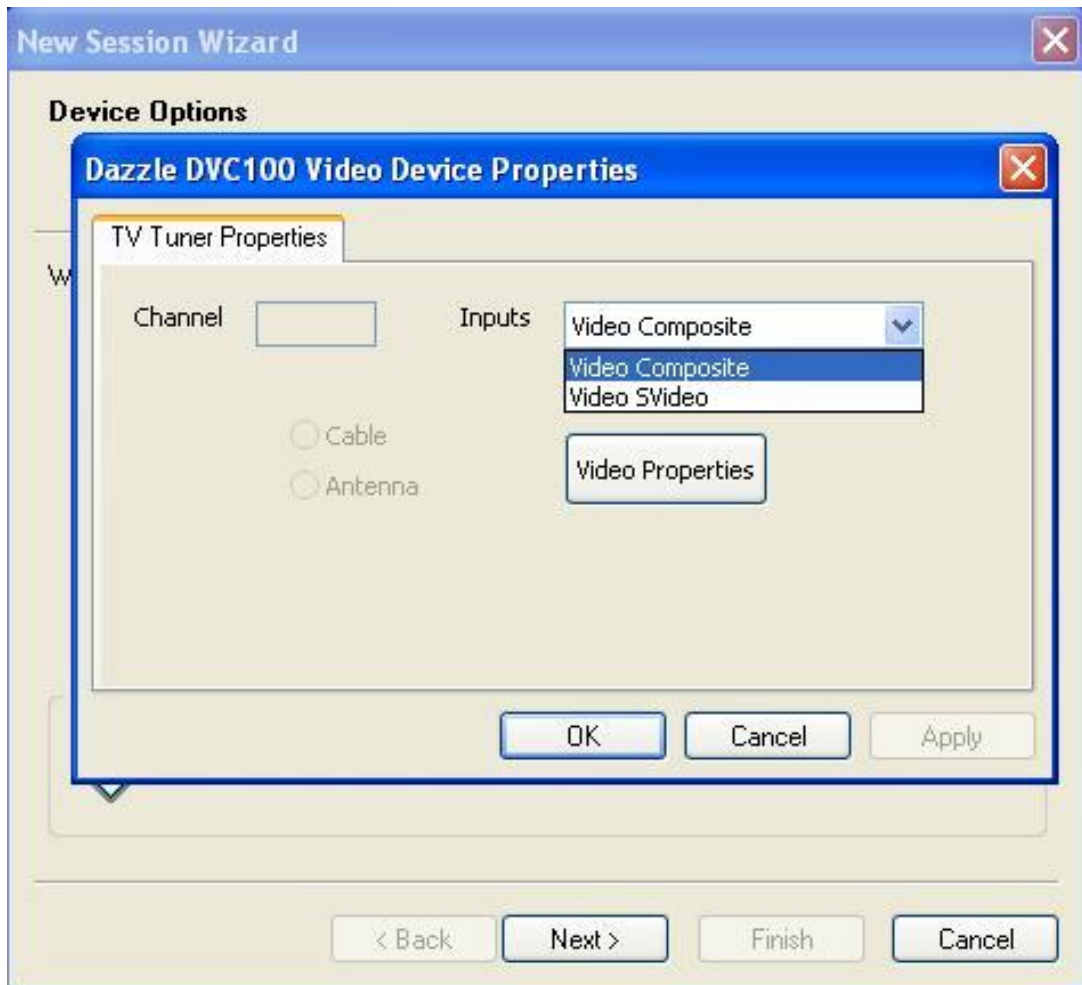 New Session Wizard
Device Options
Dazzle DVC100 Video Device Properties
TV Tuner Properties
W
Channel
Inputs
Video Composite
Video Composite
Video SVideo
Cable
Antenna
Video Properties
OK
Cancel
Apply
< Back
Next >
Finish
Cancel